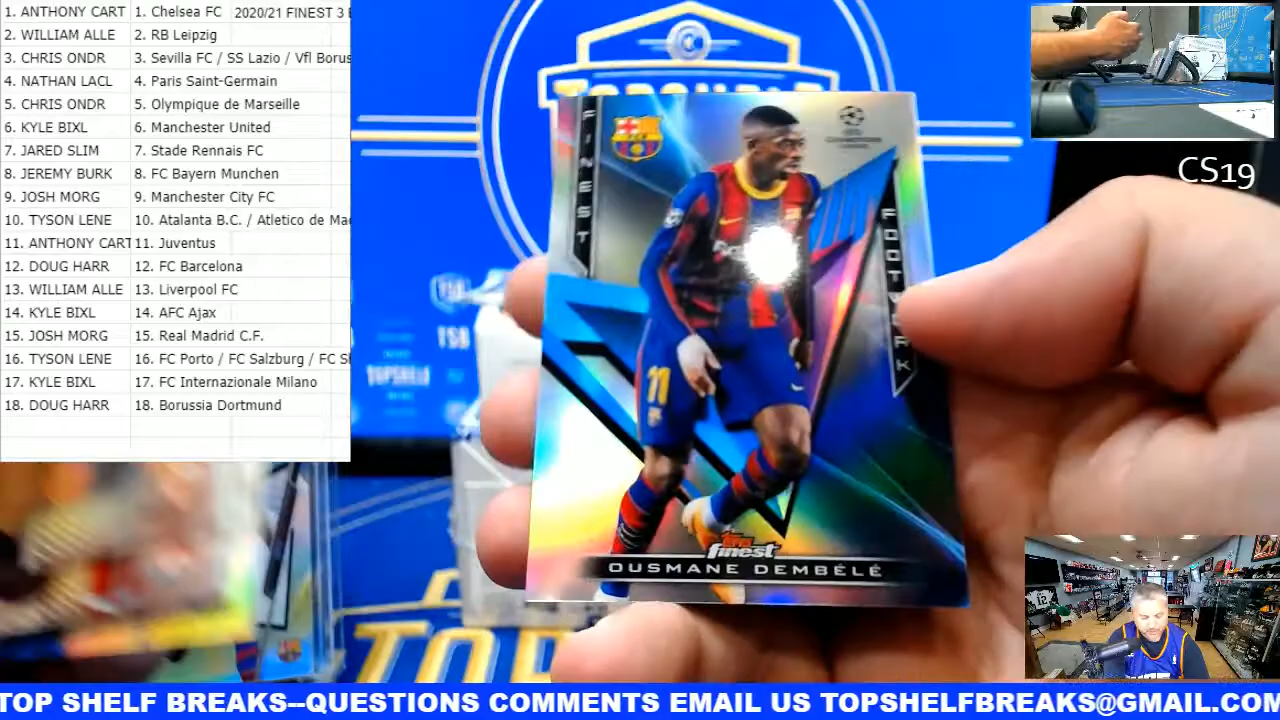 1. ANTHONY CART 1. Chelsea FC 2020/21 FINEST 3
2. WILLIAM ALLE 2. RB Leipzig
3. CHRIS ONDR 3. Sevilla FC / SS Lazio / Vfl Borus
4. NATHAN LACL 4. Paris Saint-Germain
5. CHRIS ONDR 5. Olympique de Marseille
6. KYLE BIXL 6. Manchester United
7. JARED SLIM 7. Stade Rennais FC
8. JEREMY BURK 8. FC Bayern Munchen
9. JOSH MORG 9. Manchester City FC
10. TYSON LENE 10. Atalanta B.C. / Atletico de Ma
11. ANTHONY CART 11. Juventus
12. DOUG HARR 12. FC Barcelona
13. WILLIAM ALLE 13. Liverpool FC
14. KYLE BIXL 14. AFC Ajax
15. JOSH MORG 15. Real Madrid C.F.
16. TYSON LENE 16. FC Porto / FC Salzburg / FC S
17. KYLE BIXL 17. FC Internazionale Milano
18. DOUG HARR 18. Borussia Dortmund
CS19
FINEST
FOOTWORK
11
TSB
TOPSHELF
Topps
finest
OUSMANE DEMBÉLÉ
TOP SHELF BREAKS--QUESTIONS COMMENTS EMAIL US TOPSHELFBREAKS@GMAIL.COM